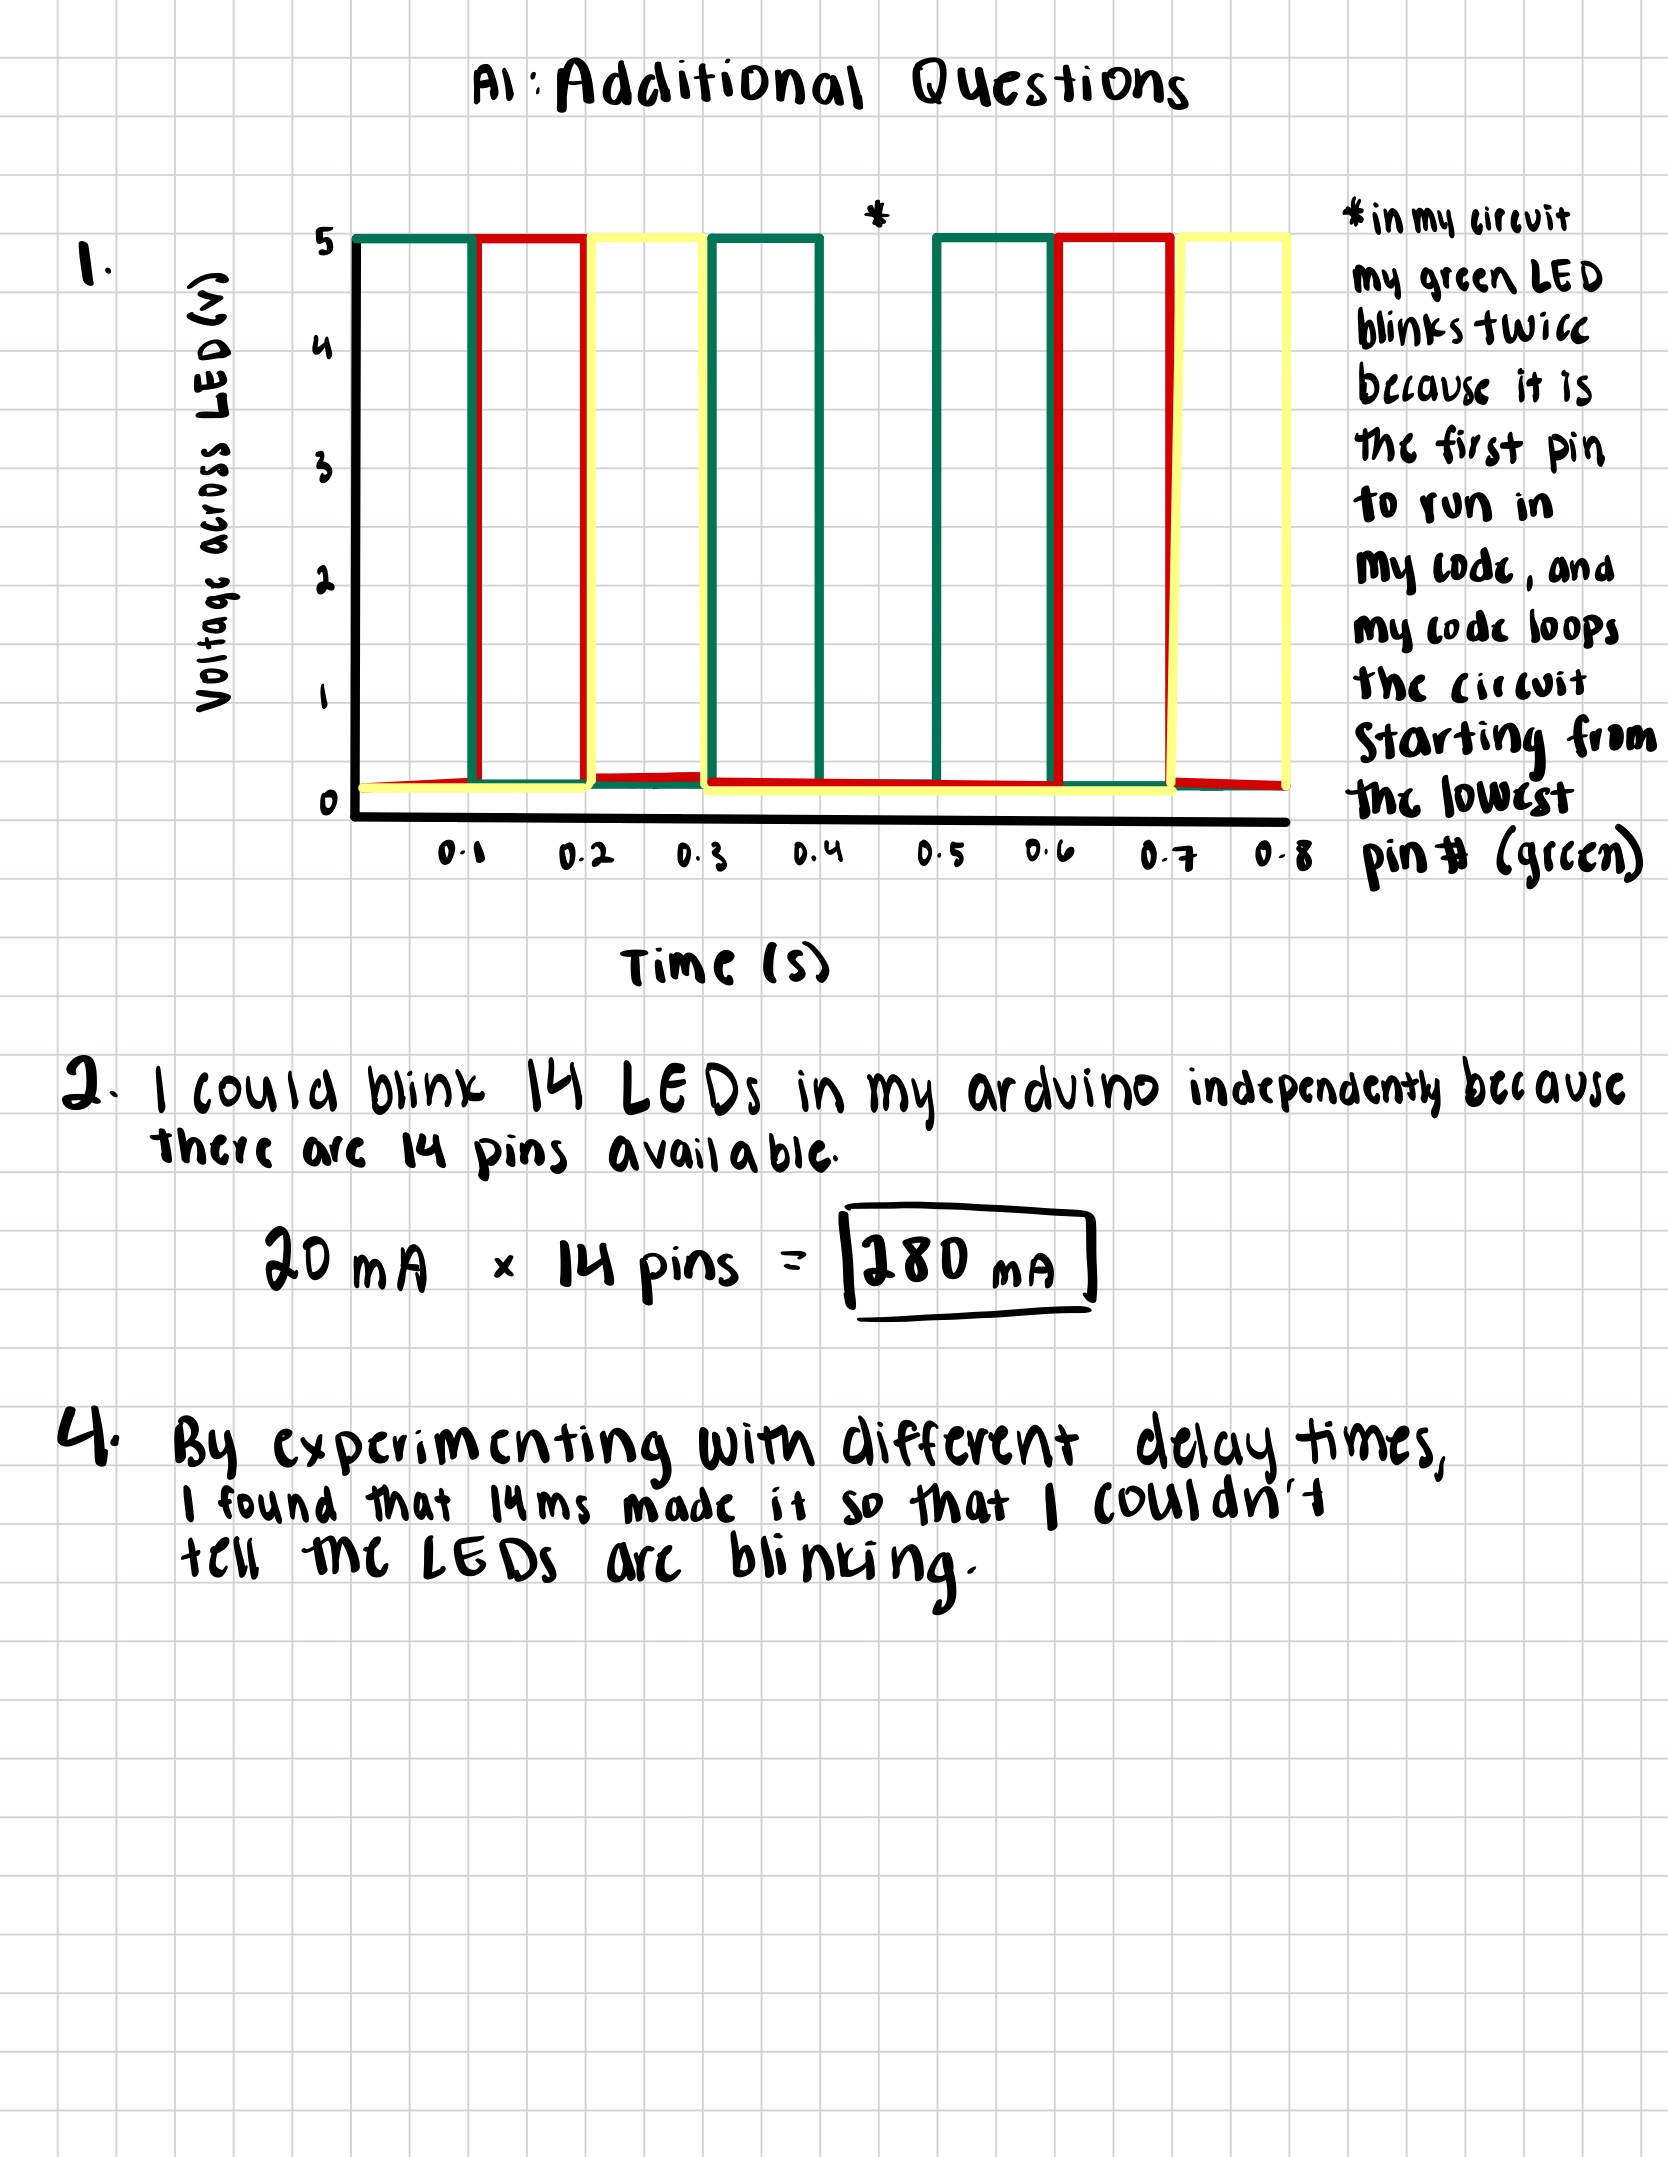 A1: Additional Questions
*
1.
Voltage across LED (V)
5
4
3
2
1
0
0.1 0.2 0.3 0.4 0.5 0.6 0.7 0.8
Time (s)
*in my circuit
my green LED
blinks twice
because it is
the first pin
to run in
my code, and
my code loops
the circuit
starting from
the lowest
pin # (green)
2. I could blink 14 LEDs in my arduino independently because
there are 14 pins available.
20 mA × 14 pins = 280 mA
4. By experimenting with different delay times,
I found that 14ms made it so that I couldn't
tell the LEDs are blinking.